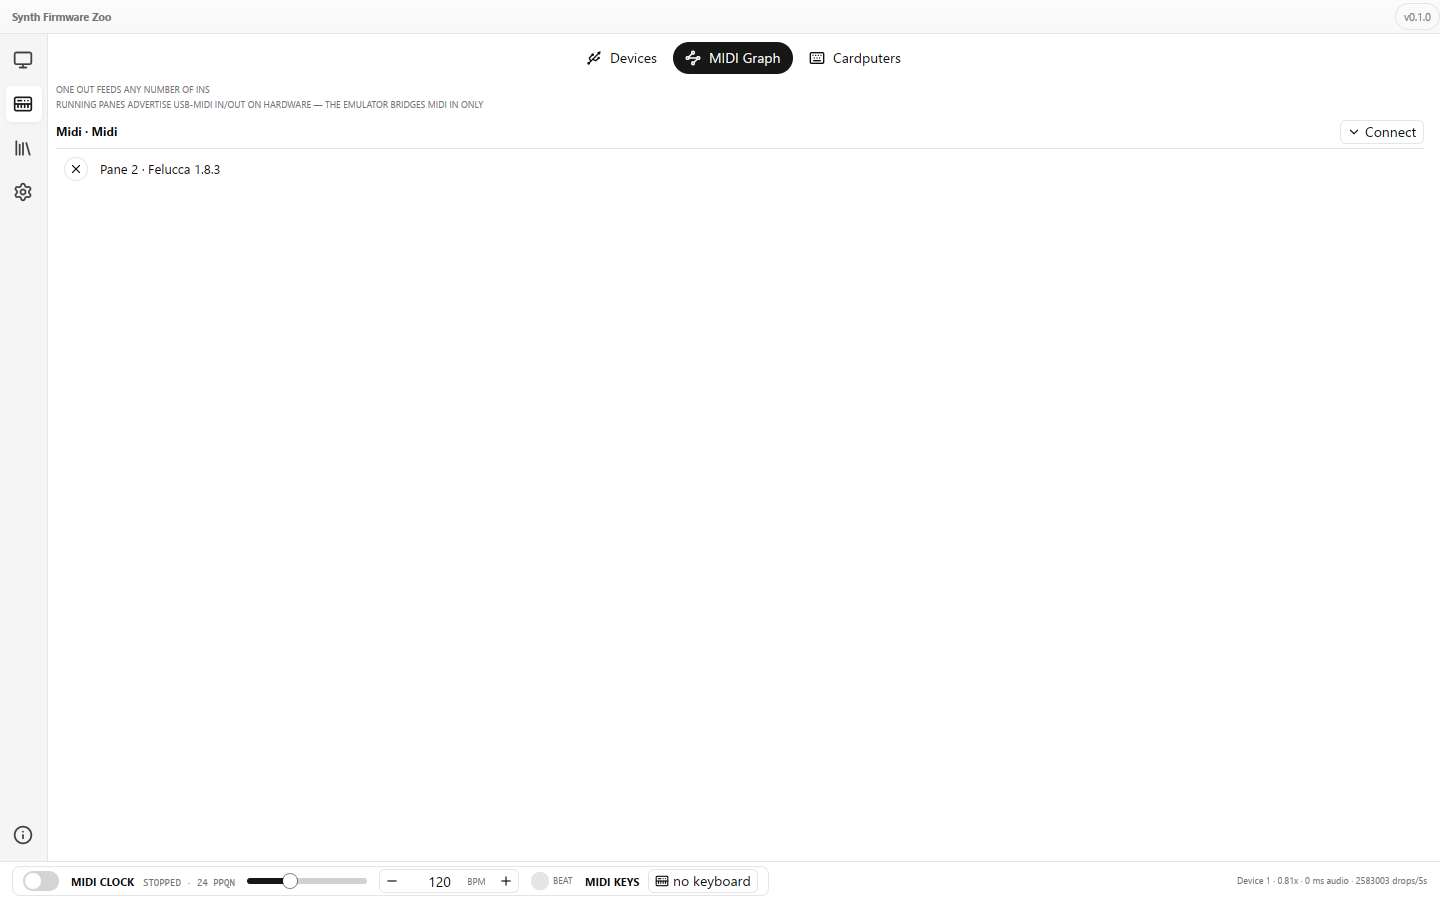 Synth Firmware Zoo
v0.1.0
Devices
MIDI Graph
Cardputers
ONE OUT FEEDS ANY NUMBER OF INS
RUNNING PANES ADVERTISE USB-MIDI IN/OUT ON HARDWARE — THE EMULATOR BRIDGES MIDI IN ONLY
Midi · Midi
Connect
Pane 2 · Felucca 1.8.3
MIDI CLOCK
STOPPED · 24 PPQN
120
BPM
BEAT
MIDI KEYS
no keyboard
Device 1 · 0.81x · 0 ms audio · 2583003 drops/5s